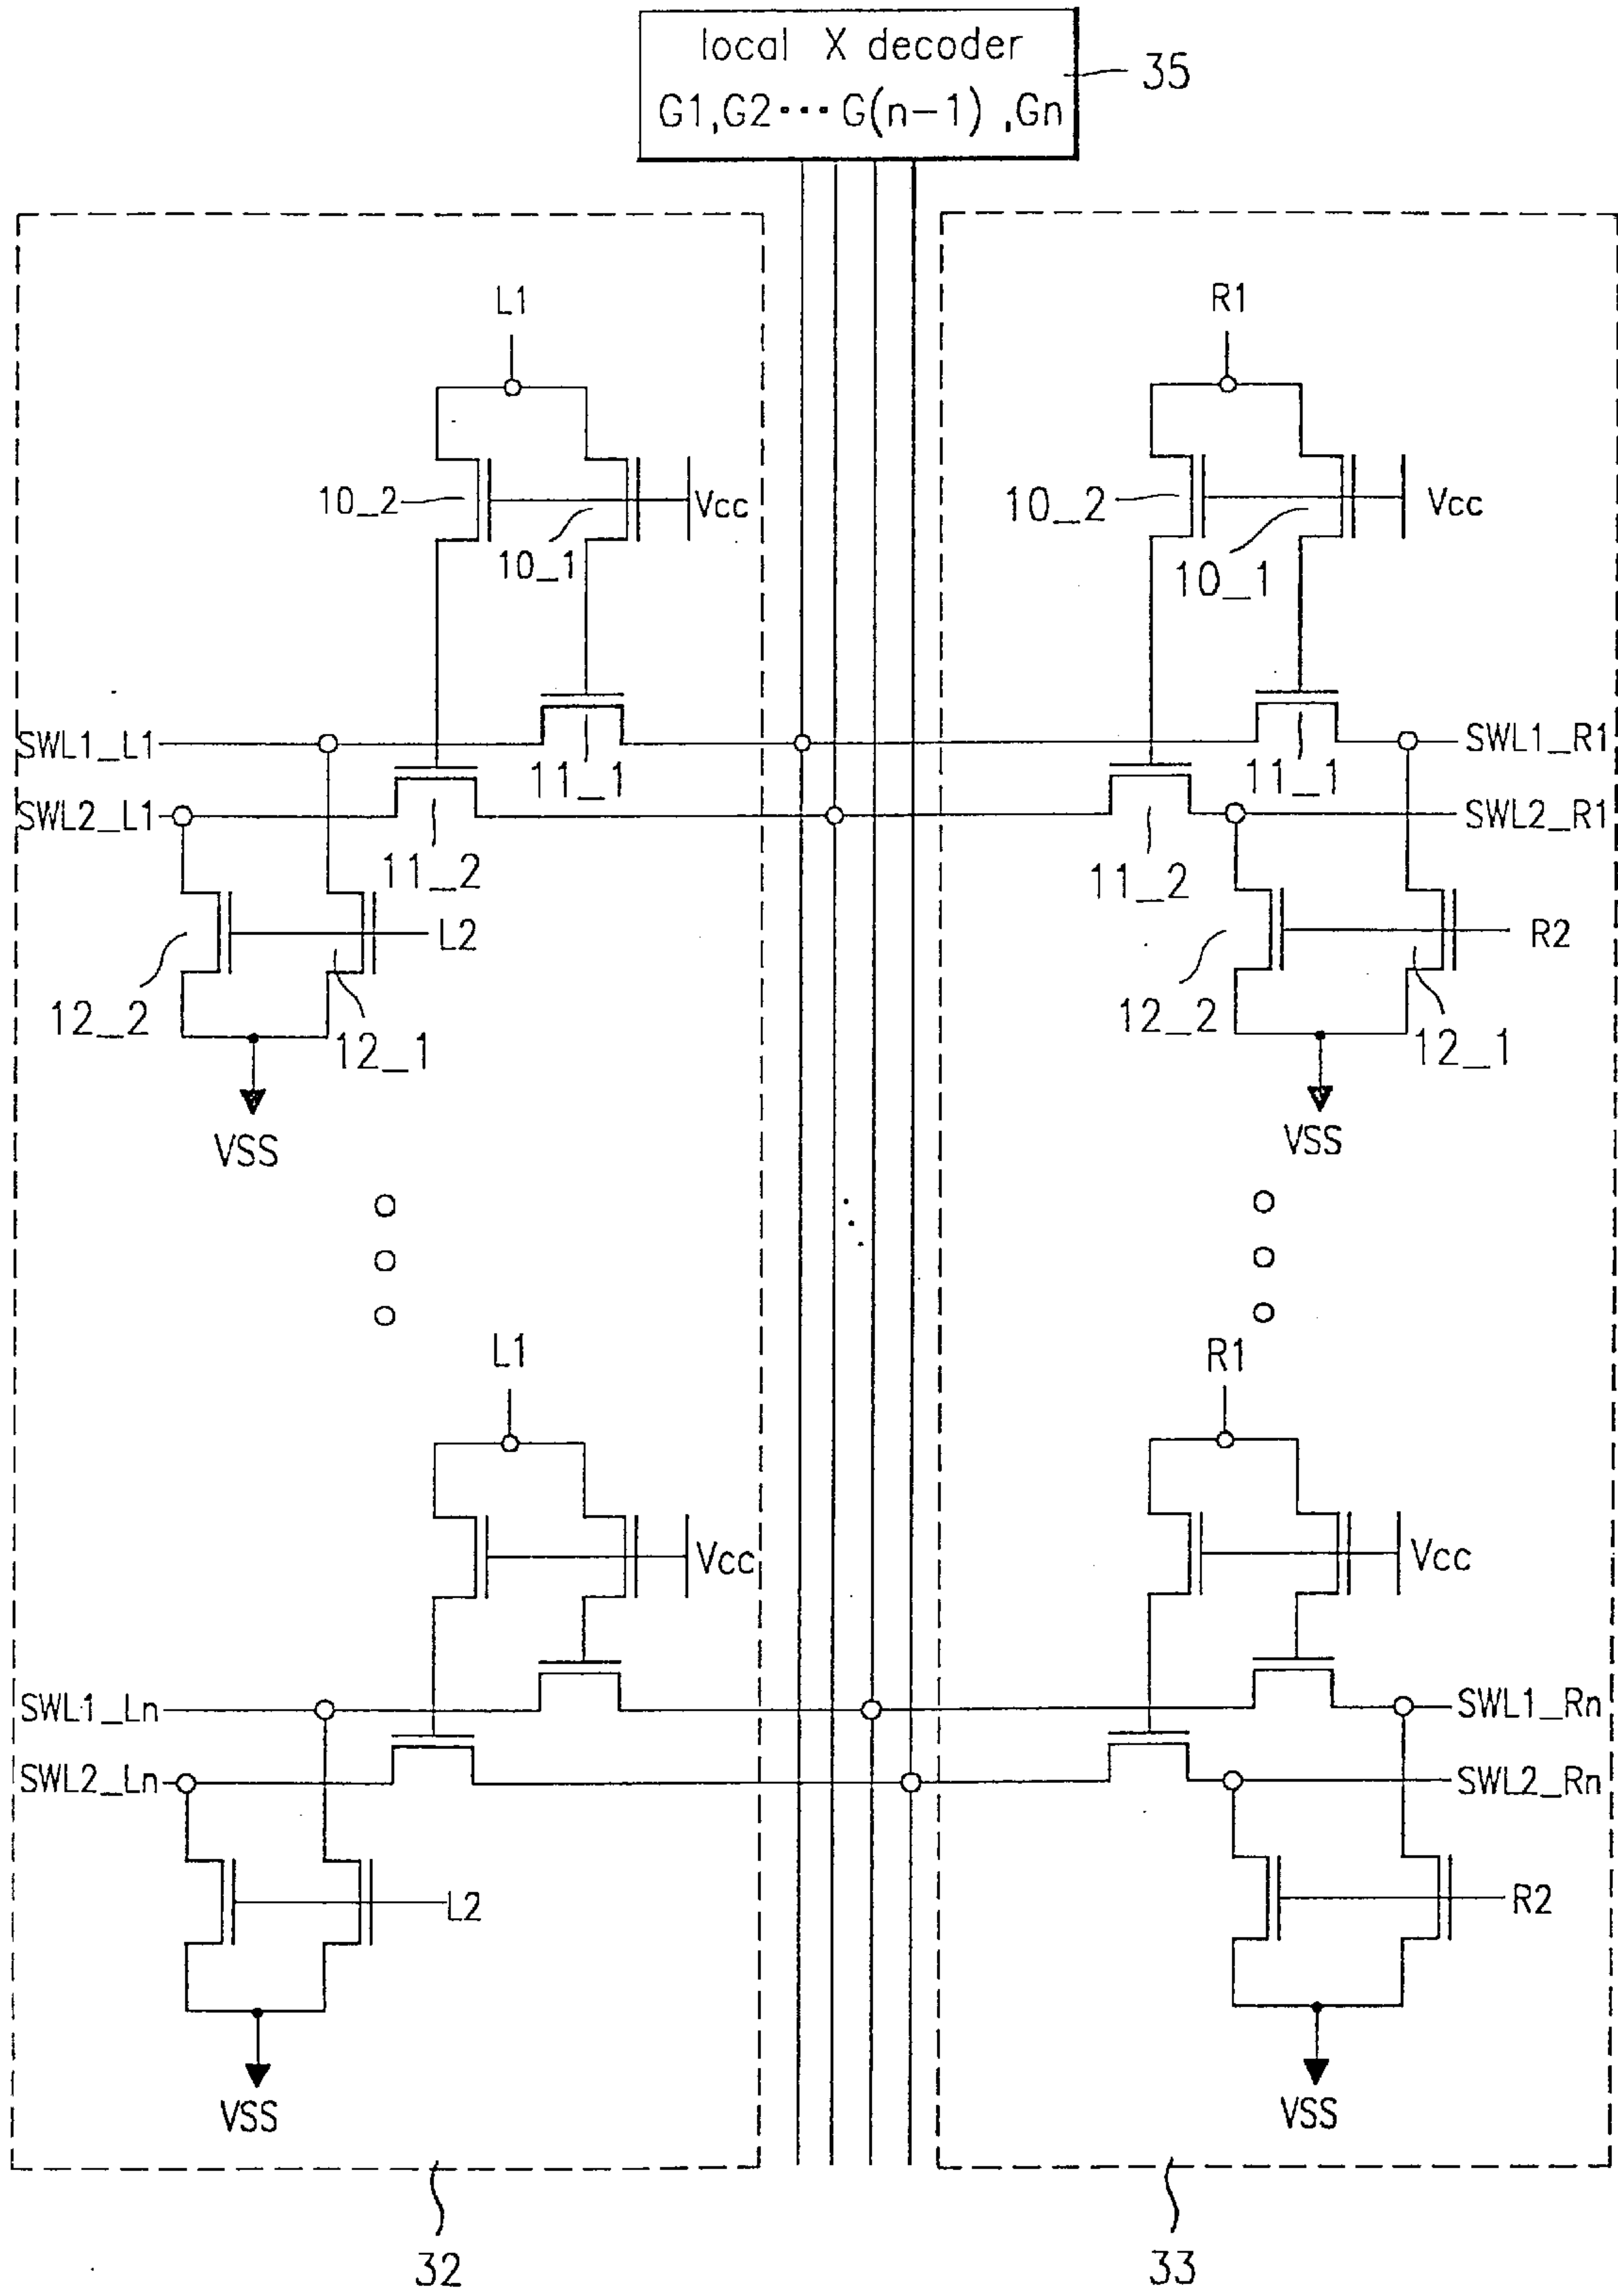 local X decoder
G1,G2···G(n-1) ,Gn
35
L1
R1
10_2
10_1
Vcc
10_2
10_1
Vcc
SWL1_L1
11_1
11_1
SWL1_R1
SWL2_L1
11_2
11_2
SWL2_R1
L2
R2
12_2
12_1
12_2
12_1
VSS
VSS
L1
R1
Vcc
Vcc
SWL1_Ln
SWL1_Rn
SWL2_Ln
SWL2_Rn
L2
R2
VSS
VSS
32
33